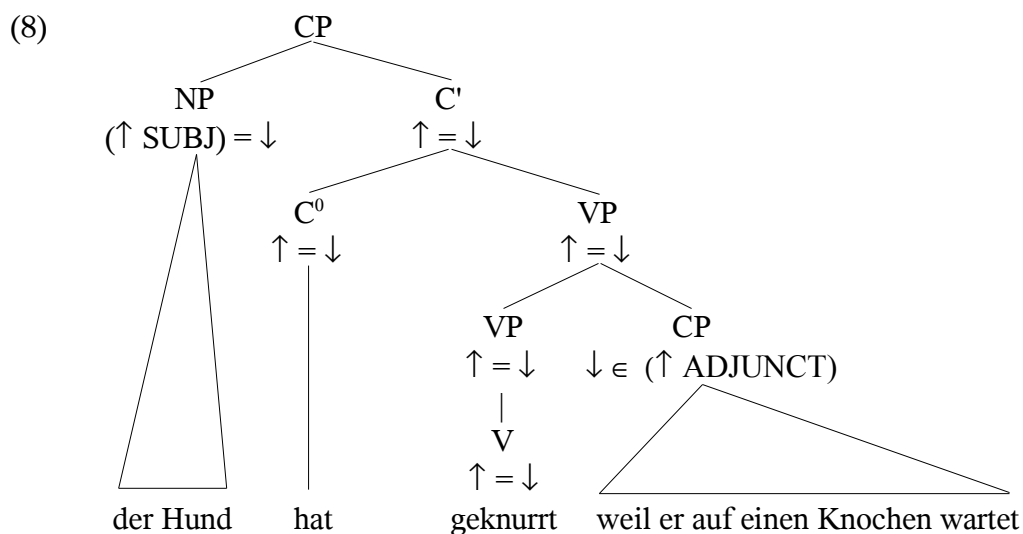 (8) CP
NP C'
(↑ SUBJ) = ↓ ↑ = ↓
C⁰ VP
↑ = ↓ ↑ = ↓
VP CP
↑ = ↓ ↓ ∈ (↑ ADJUNCT)
V
↑ = ↓
der Hund hat geknurrt weil er auf einen Knochen wartet